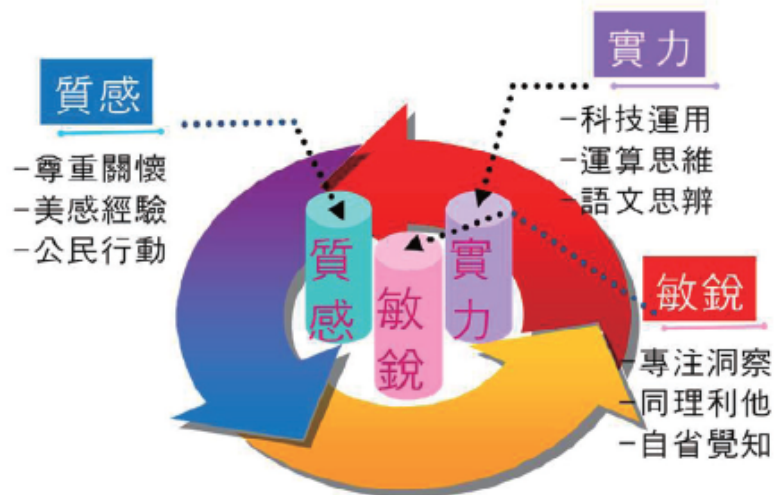 質感
-尊重關懷
-美感經驗
-公民行動
實力
-科技運用
-運算思維
-語文思辨
質感
敏銳
實力
敏銳
-專注洞察
-同理利他
-自省覺知